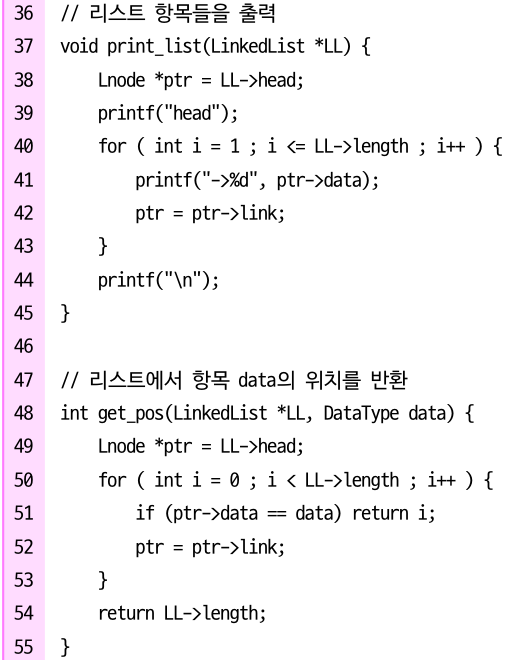 36 // 리스트 항목들을 출력
37 void print_list(LinkedList *LL) {
38     Lnode *ptr = LL->head;
39     printf("head");
40     for ( int i = 1 ; i <= LL->length ; i++ ) {
41         printf("->%d", ptr->data);
42         ptr = ptr->link;
43     }
44     printf("\n");
45 }
46
47 // 리스트에서 항목 data의 위치를 반환
48 int get_pos(LinkedList *LL, DataType data) {
49     Lnode *ptr = LL->head;
50     for ( int i = 0 ; i < LL->length ; i++ ) {
51         if (ptr->data == data) return i;
52         ptr = ptr->link;
53     }
54     return LL->length;
55 }